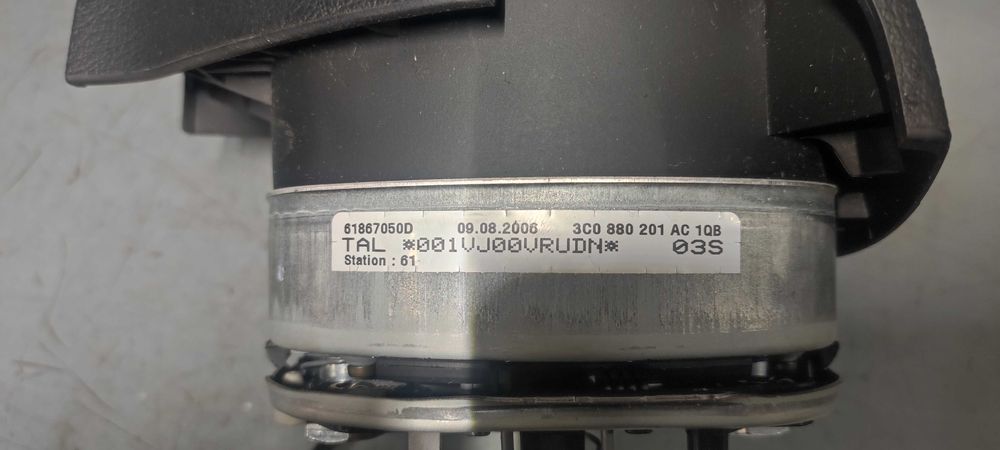 61867050D 09.08.2006 3C0 880 201 AC 1QB
TAL *001VJ00VRUDN* 03S
Station : 61